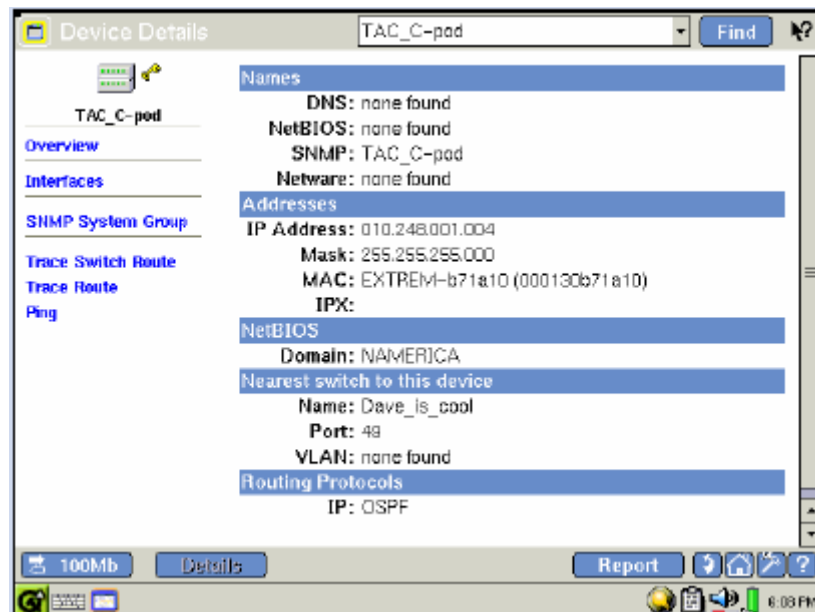 Device Details
TAC_C-pod
Find
TAC_C-pod
Overview
Interfaces
SNMP System Group
Trace Switch Route
Trace Route
Ping
Names
DNS: none found
NetBIOS: none found
SNMP: TAC_C-pod
Netware: none found
Addresses
IP Address: 010.248.001.004
Mask: 255.255.255.000
MAC: EXTREM-b71a10 (000130b71a10)
IPX:
NetBIOS
Domain: NAMERICA
Nearest switch to this device
Name: Dave_is_cool
Port: 49
VLAN: none found
Routing Protocols
IP: OSPF
100Mb
Details
Report
?
6:08 PM